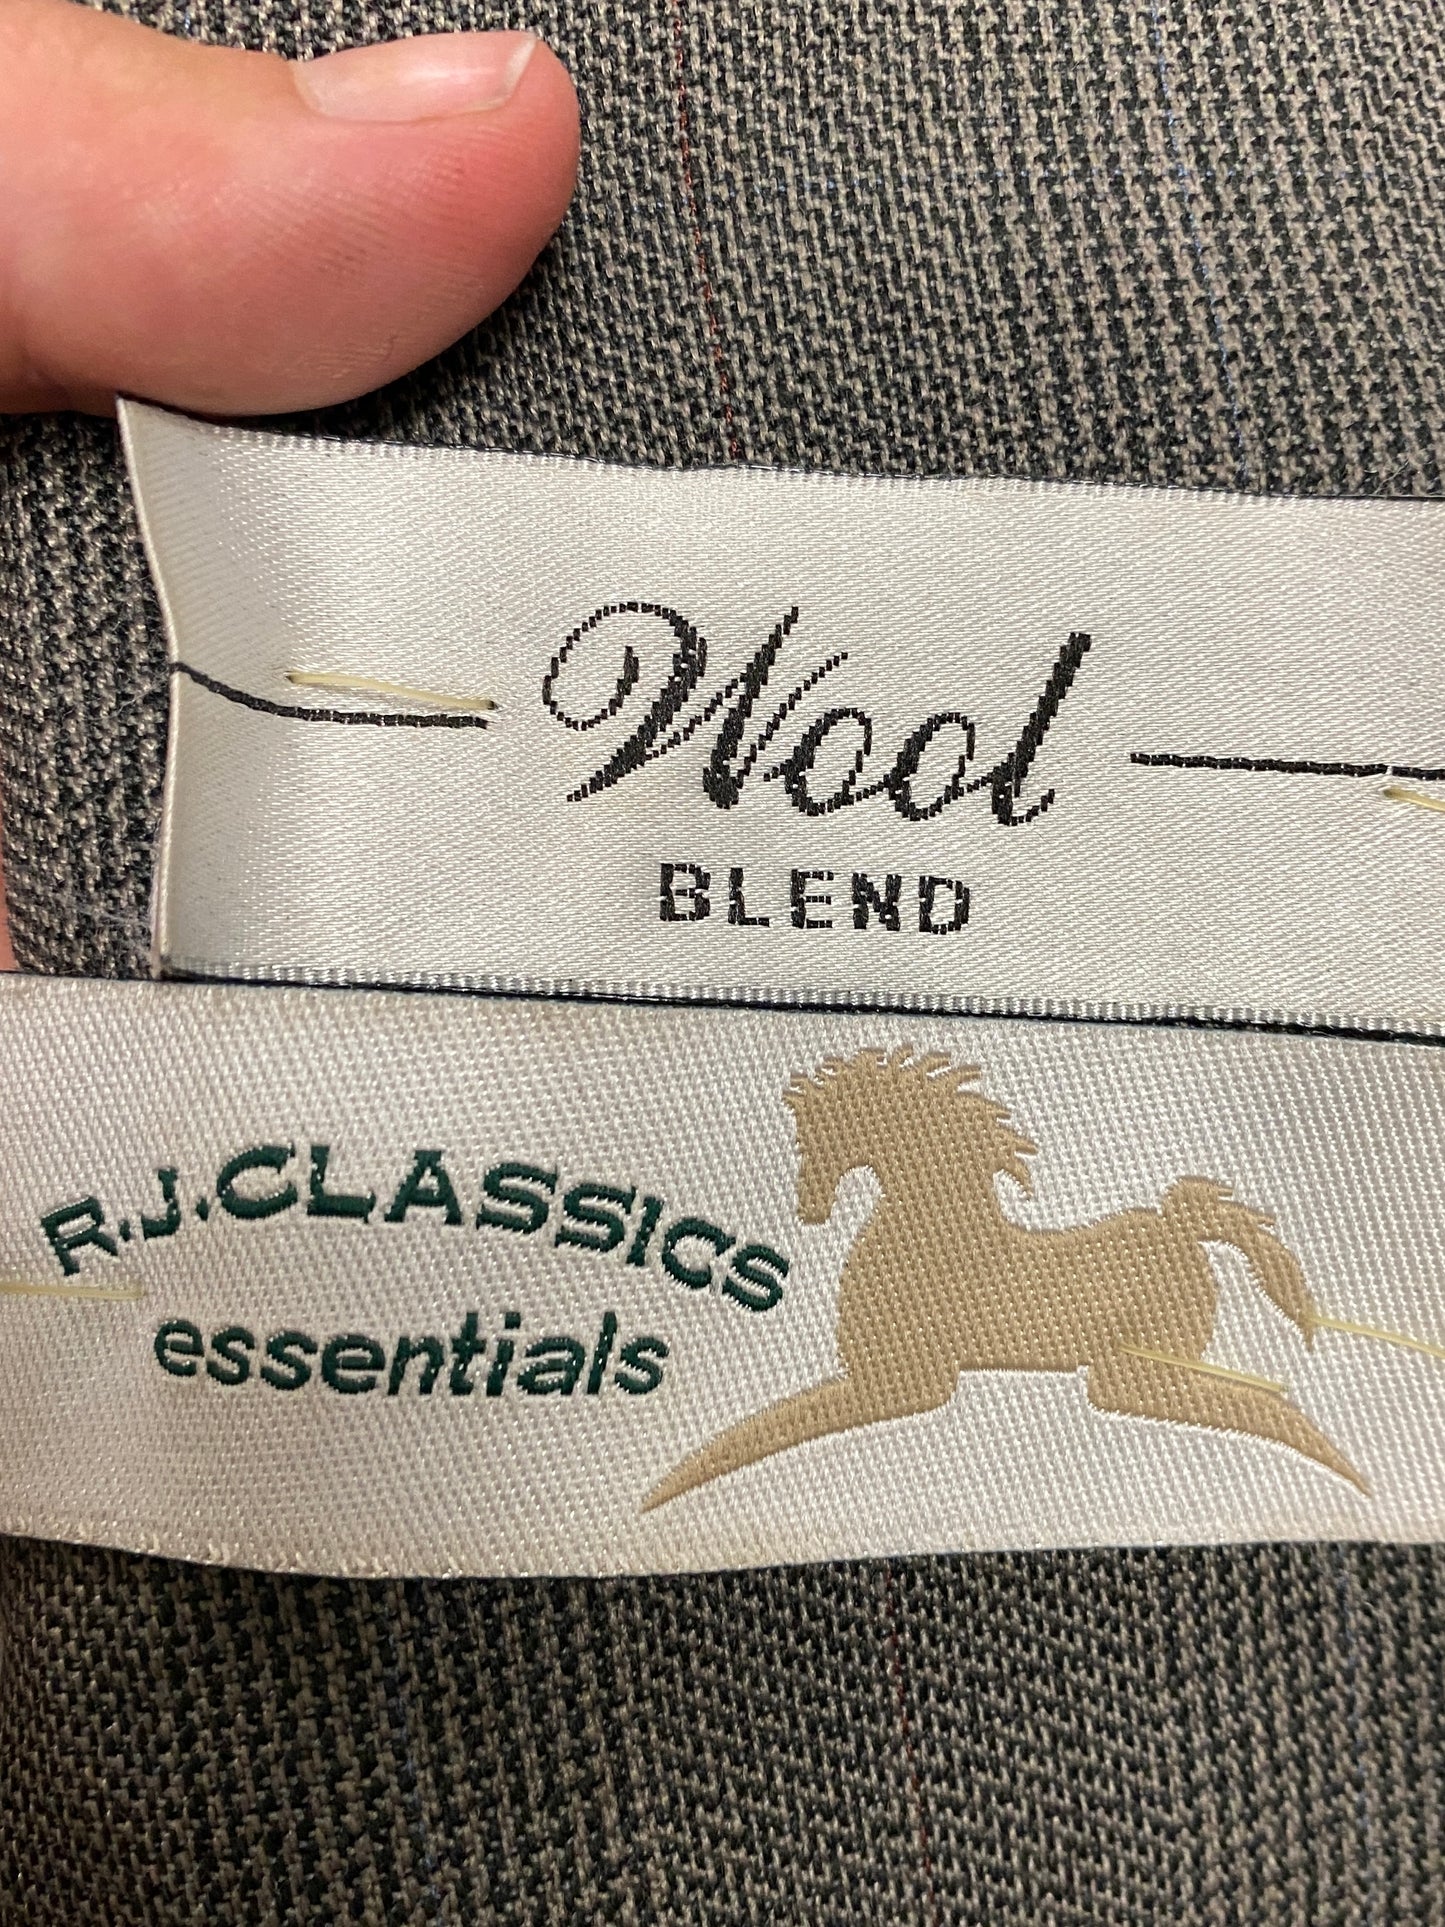 Wool
BLEND
R.J.CLASSICS
essentials